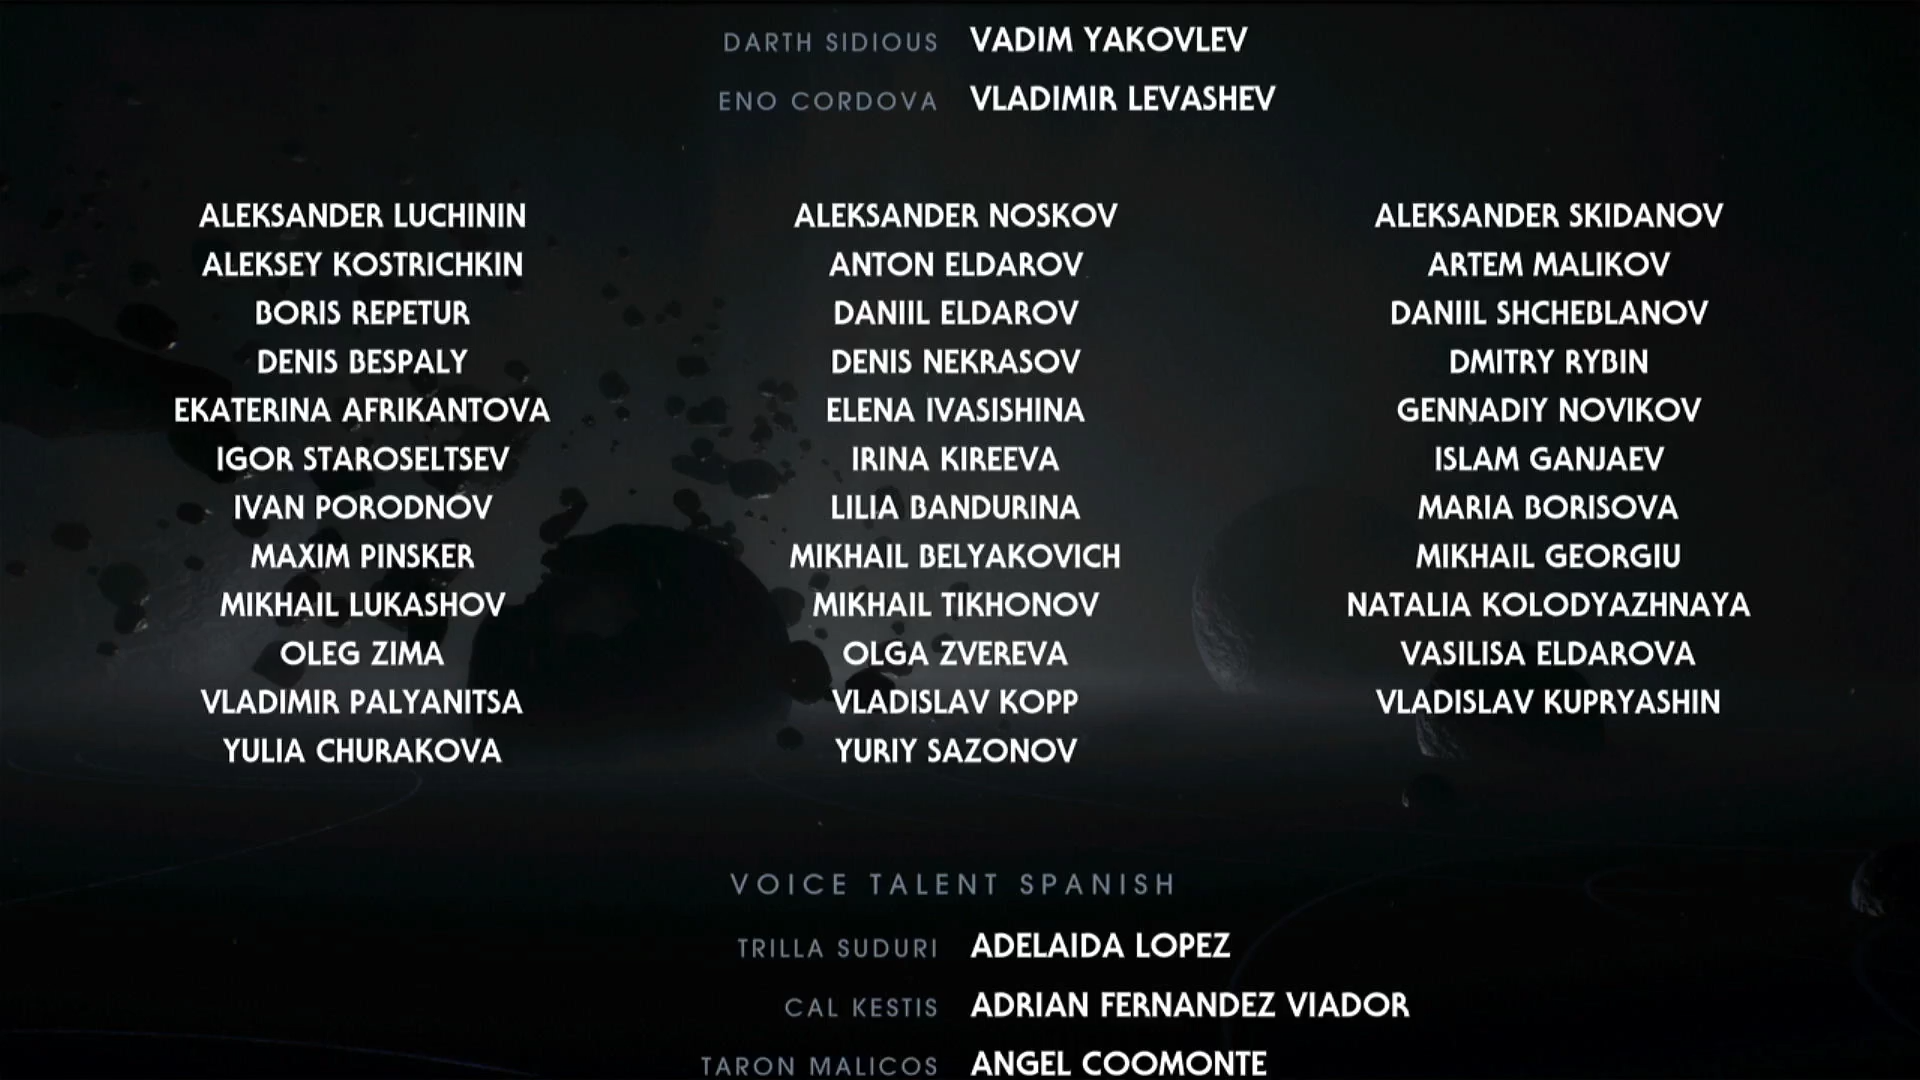 DARTH SIDIOUS VADIM YAKOVLEV
ENO CORDOVA VLADIMIR LEVASHEV
ALEKSANDER LUCHININ ALEKSANDER NOSKOV ALEKSANDER SKIDANOV
ALEKSEY KOSTRICHKIN ANTON ELDAROV ARTEM MALIKOV
BORIS REPETUR DANIIL ELDAROV DANIIL SHCHEBLANOV
DENIS BESPALY DENIS NEKRASOV DMITRY RYBIN
EKATERINA AFRIKANTOVA ELENA IVASISHINA GENNADIY NOVIKOV
IGOR STAROSELTSEV IRINA KIREEVA ISLAM GANJAEV
IVAN PORODNOV LILIA BANDURINA MARIA BORISOVA
MAXIM PINSKER MIKHAIL BELYAKOVICH MIKHAIL GEORGIU
MIKHAIL LUKASHOV MIKHAIL TIKHONOV NATALIA KOLODYAZHNAYA
OLEG ZIMA OLGA ZVEREVA VASILISA ELDAROVA
VLADIMIR PALYANITSA VLADISLAV KOPP VLADISLAV KUPRYASHIN
YULIA CHURAKOVA YURIY SAZONOV
VOICE TALENT SPANISH
TRILLA SUDURI ADELAIDA LOPEZ
CAL KESTIS ADRIAN FERNANDEZ VIADOR
TARON MALICOS ANGEL COOMONTE